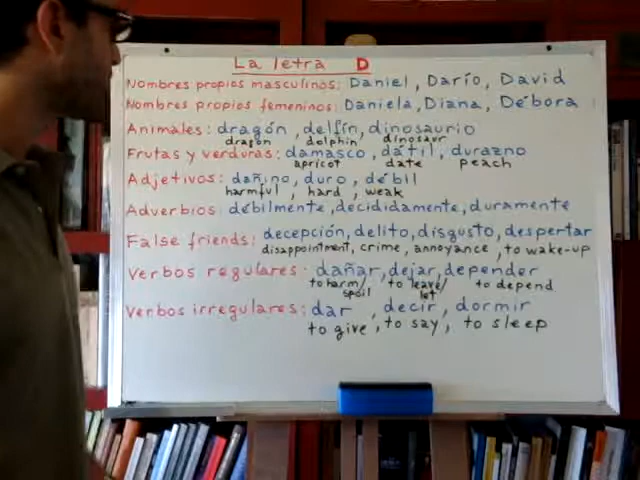 La letra D
Nombres propios masculinos: Daniel, Darío, David
Nombres propios femeninos: Daniela, Diana, Débora
Animales: dragón, delfín, dinosaurio
dragon dolphin dinosaur
Frutas y verduras: damasco, dátil, durazno
apricot date peach
Adjetivos: dañino, duro, débil
harmful, hard, weak
Adverbios: débilmente, decididamente, duramente
False friends: decepción, delito, disgusto, despertar
disappointment, crime, annoyance, to wake-up
Verbos regulares: dañar, dejar, depender
to harm/ to leave/ to depend
spoil let
Verbos irregulares: dar, decir, dormir
to give, to say, to sleep